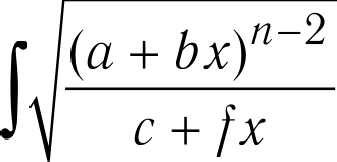 ∫√((a + bx)^{n−2} / (c + fx))